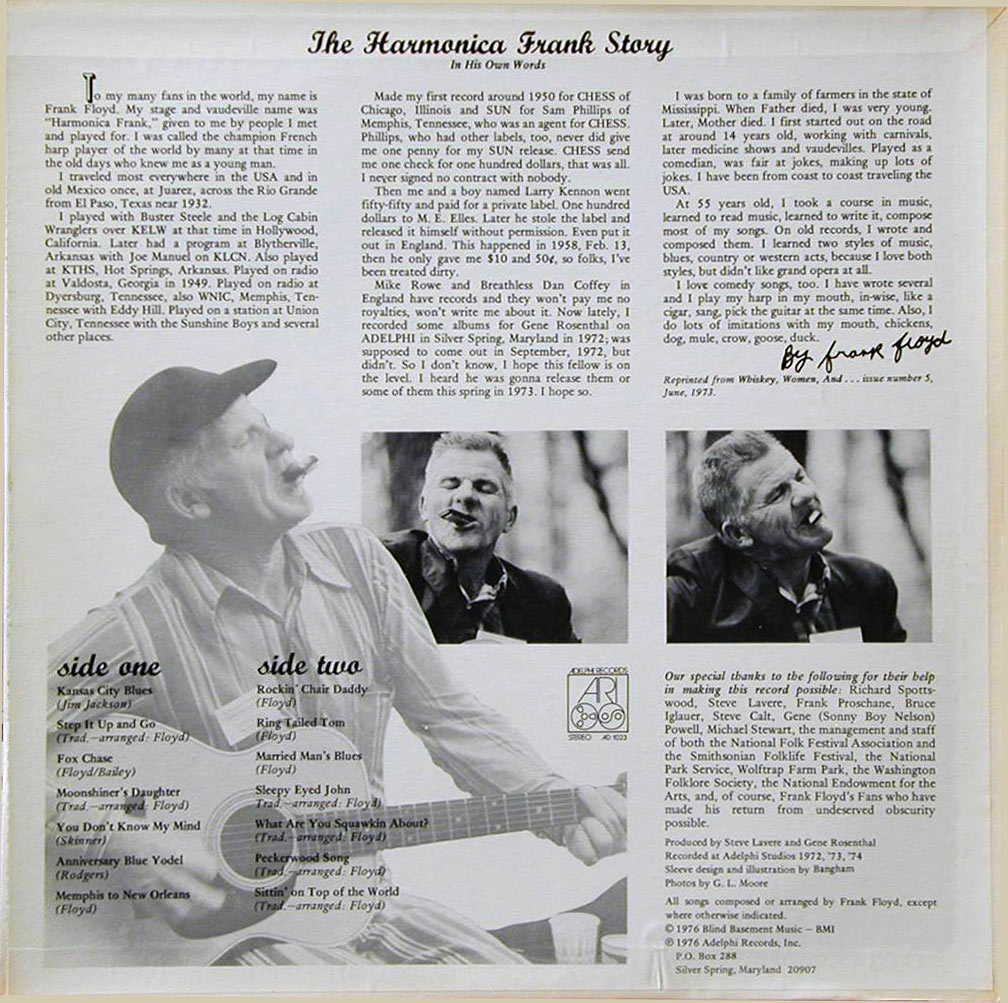 The Harmonica Frank Story
In His Own Words
To my many fans in the world, my name is
Frank Floyd. My stage and vaudeville name was
"Harmonica Frank," given to me by people I met
and played for. I was called the champion French
harp player of the world by many at that time in
the old days who knew me as a young man.
I traveled most everywhere in the USA and in
old Mexico once, at Juarez, across the Rio Grande
from El Paso, Texas near 1932.
I played with Buster Steele and the Log Cabin
Wranglers over KELW at that time in Hollywood,
California. Later had a program at Blytherville,
Arkansas with Joe Manuel on KLCN. Also played
at KTHS, Hot Springs, Arkansas. Played on radio
at Valdosta, Georgia in 1949. Played on radio at
Dyersburg, Tennessee, also WNIC, Memphis, Ten-
nessee with Eddy Hill. Played on a station at Union
City, Tennessee with the Sunshine Boys and several
other places.
Made my first record around 1950 for CHESS of
Chicago, Illinois and SUN for Sam Phillips of
Memphis, Tennessee, who was an agent for CHESS.
Phillips, who had other labels, too, never did give
me one penny for my SUN release. CHESS send
me one check for one hundred dollars, that was all.
I never signed no contract with nobody.
Then me and a boy named Larry Kennon went
fifty-fifty and paid for a private label. One hundred
dollars to M. E. Elles. Later he stole the label and
released it himself without permission. Even put it
out in England. This happened in 1958, Feb. 13,
then he only gave me $10 and 50¢, so folks, I've
been treated dirty.
Mike Rowe and Breathless Dan Coffey in
England have records and they won't pay me no
royalties, won't write me about it. Now lately, I
recorded some albums for Gene Rosenthal on
ADELPHI in Silver Spring, Maryland in 1972; was
supposed to come out in September, 1972, but
didn't. So I don't know, I hope this fellow is on
the level. I heard he was gonna release them or
some of them this spring in 1973. I hope so.
I was born to a family of farmers in the state of
Mississippi. When Father died, I was very young.
Later, Mother died. I first started out on the road
at around 14 years old, working with carnivals,
later medicine shows and vaudevilles. Played as a
comedian, was fair at jokes, making up lots of
jokes. I have been from coast to coast traveling the
USA.
At 55 years old, I took a course in music,
learned to read music, learned to write it, compose
most of my songs. On old records, I wrote and
composed them. I learned two styles of music,
blues, country or western acts, because I love both
styles, but didn't like grand opera at all.
I love comedy songs, too. I have wrote several
and I play my harp in my mouth, in-wise, like a
cigar, sang, pick the guitar at the same time. Also, I
do lots of imitations with my mouth, chickens,
dog, mule, crow, goose, duck.
By frank floyd
Reprinted from Whiskey, Women, And . . . issue number 5,
June, 1973.
side one
Kansas City Blues
(Jim Jackson)
Step It Up and Go
(Trad.—arranged: Floyd)
Fox Chase
(Floyd/Bailey)
Moonshiner's Daughter
(Trad.—arranged: Floyd)
You Don't Know My Mind
(Skinner)
Anniversary Blue Yodel
(Rodgers)
Memphis to New Orleans
(Floyd)
side two
Rockin' Chair Daddy
(Floyd)
Ring Tailed Tom
(Floyd)
Married Man's Blues
(Floyd)
Sleepy Eyed John
Trad.—arranged: Floyd)
What Are You Squawkin About?
(Trad.—arranged: Floyd)
Peckerwood Song
(Trad.—arranged: Floyd)
Sittin' on Top of the World
(Trad.—arranged: Floyd)
ADELPHI RECORDS
STEREO AD 1023
Our special thanks to the following for their help
in making this record possible: Richard Spotts-
wood, Steve Lavere, Frank Proschane, Bruce
Iglauer, Steve Calt, Gene (Sonny Boy Nelson)
Powell, Michael Stewart, the management and staff
of both the National Folk Festival Association and
the Smithsonian Folklife Festival, the National
Park Service, Wolftrap Farm Park, the Washington
Folklore Society, the National Endowment for the
Arts, and, of course, Frank Floyd's Fans who have
made his return from undeserved obscurity
possible.
Produced by Steve Lavere and Gene Rosenthal
Recorded at Adelphi Studios 1972, '73, '74
Sleeve design and illustration by Bangham
Photos by G. L. Moore
All songs composed or arranged by Frank Floyd, except
where otherwise indicated.
© 1976 Blind Basement Music — BMI
℗ 1976 Adelphi Records, Inc.
P.O. Box 288
Silver Spring, Maryland 20907